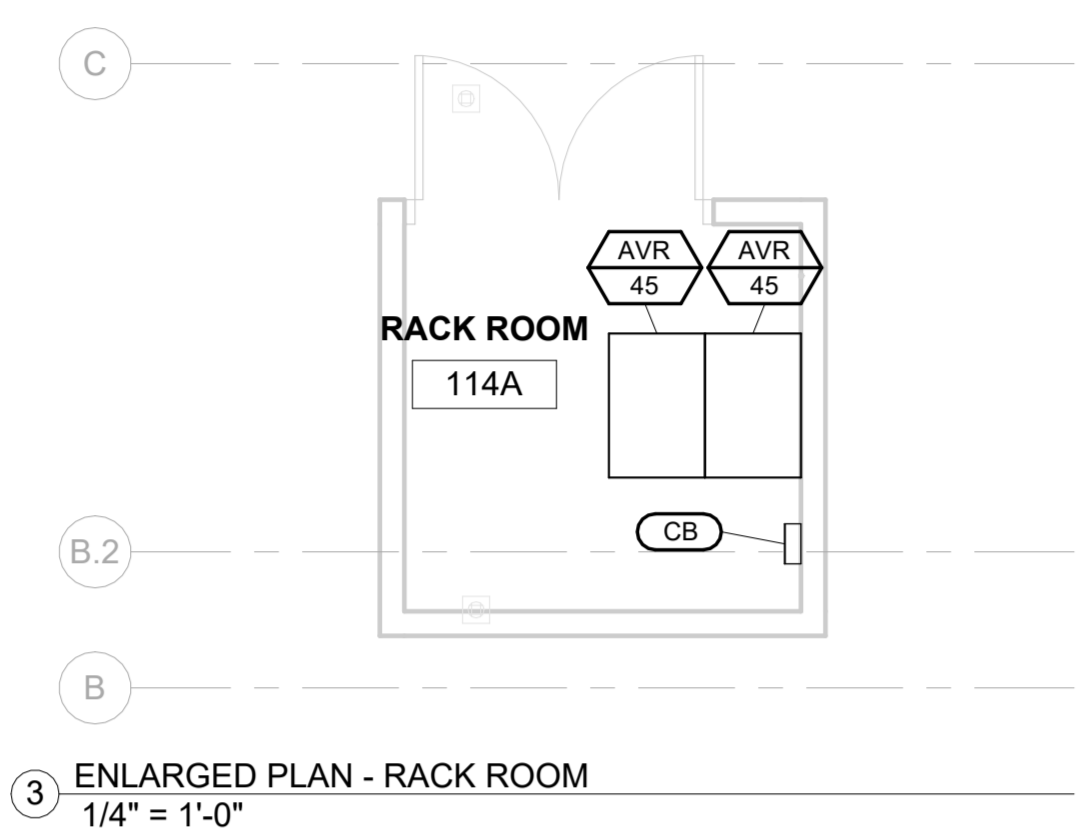 C
AVR AVR
45 45
RACK ROOM
114A
CB
B.2
B
3 ENLARGED PLAN - RACK ROOM
1/4" = 1'-0"